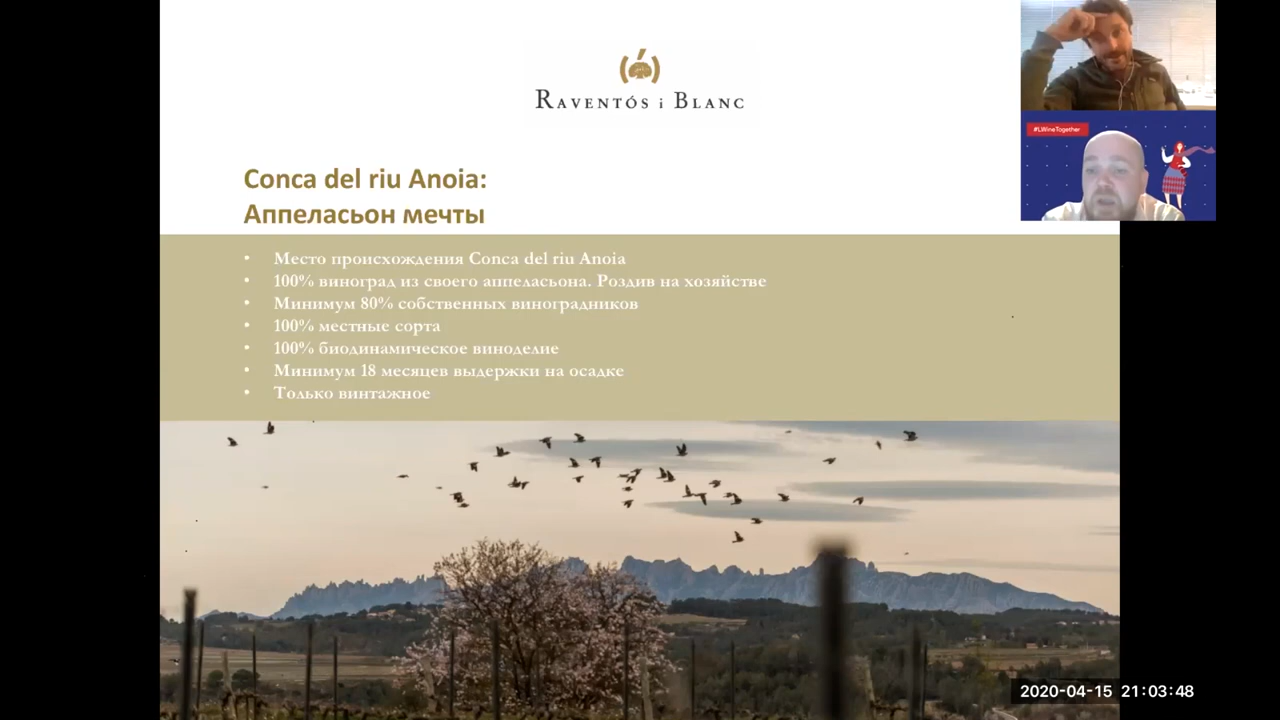 RAVENTÓS i BLANC
#LWineTogether
Conca del riu Anoia:
Аппеласьон мечты
• Место происхождения Conca del riu Anoia
• 100% виноград из своего аппеласьона. Роздив на хозяйстве
• Минимум 80% собственных виноградников
• 100% местные сорта
• 100% биодинамическое виноделие
• Минимум 18 месяцев выдержки на осадке
• Только винтажное
2020-04-15 21:03:48